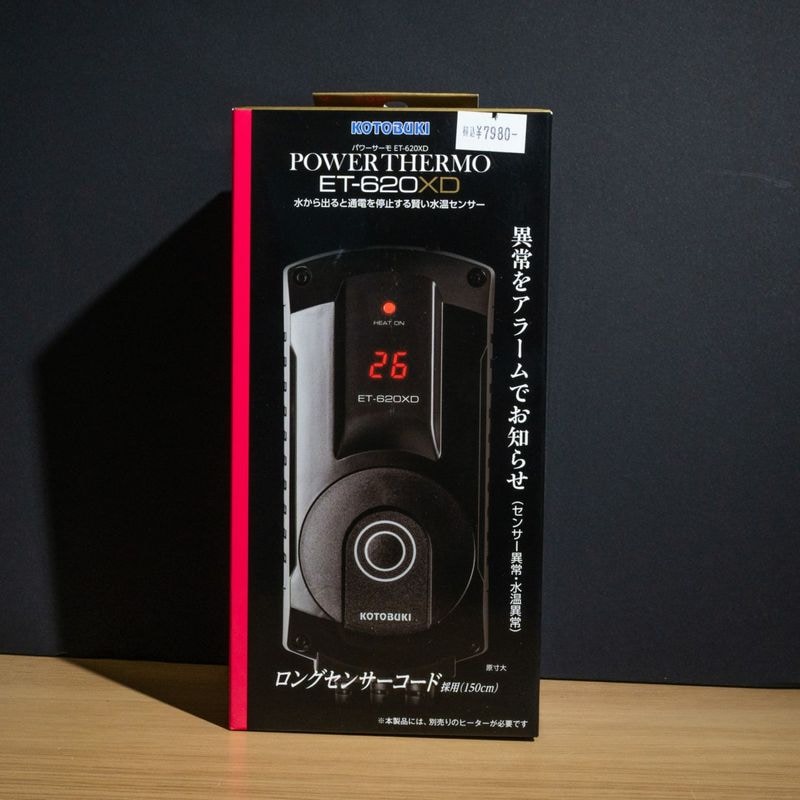 KOTOBUKI
税込¥7980-
パワーサーモ ET-620XD
POWER THERMO
ET-620XD
水から出ると通電を停止する賢い水温センサー
異常をアラームでお知らせ
(センサー異常・水温異常)
HEAT ON
26
ET-620XD
KOTOBUKI
原寸大
ロングセンサーコード採用(150cm)
※本製品には、別売りのヒーターが必要です